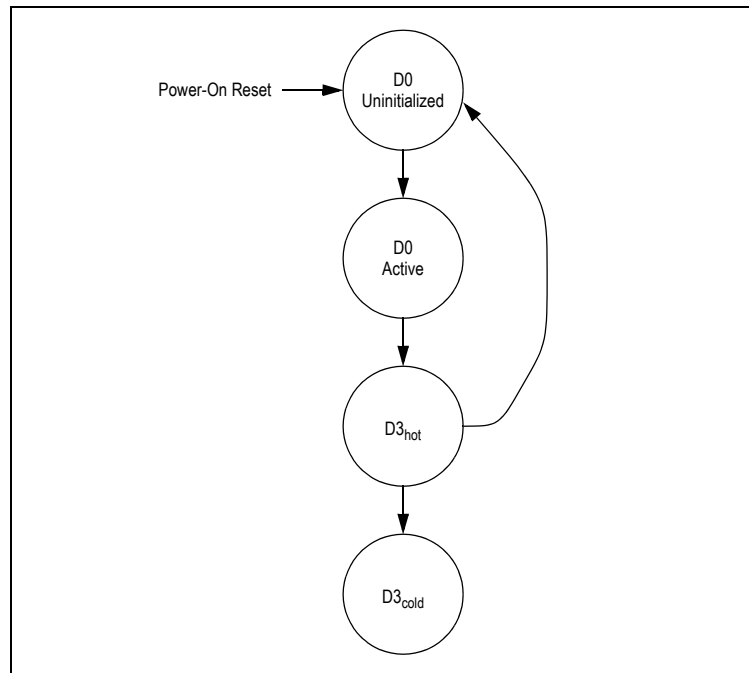 Power-On Reset
D0
Uninitialized
D0
Active
D3hot
D3cold